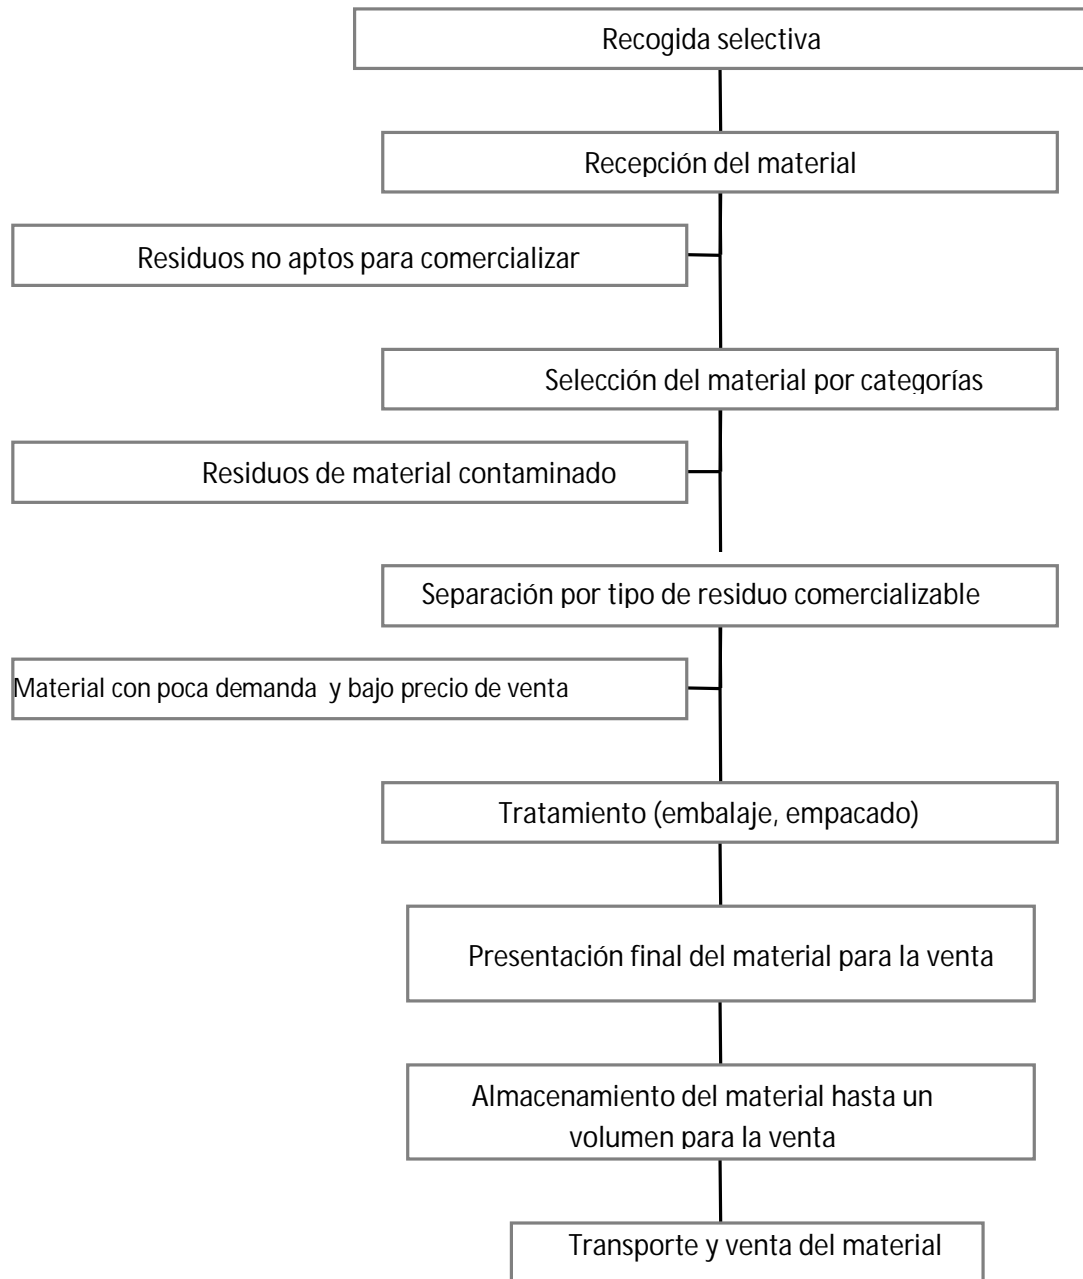 Recogida selectiva
Recepción del material
Residuos no aptos para comercializar
Selección del material por categorías
Residuos de material contaminado
Separación por tipo de residuo comercializable
Material con poca demanda y bajo precio de venta
Tratamiento (embalaje, empacado)
Presentación final del material para la venta
Almacenamiento del material hasta un
volumen para la venta
Transporte y venta del material